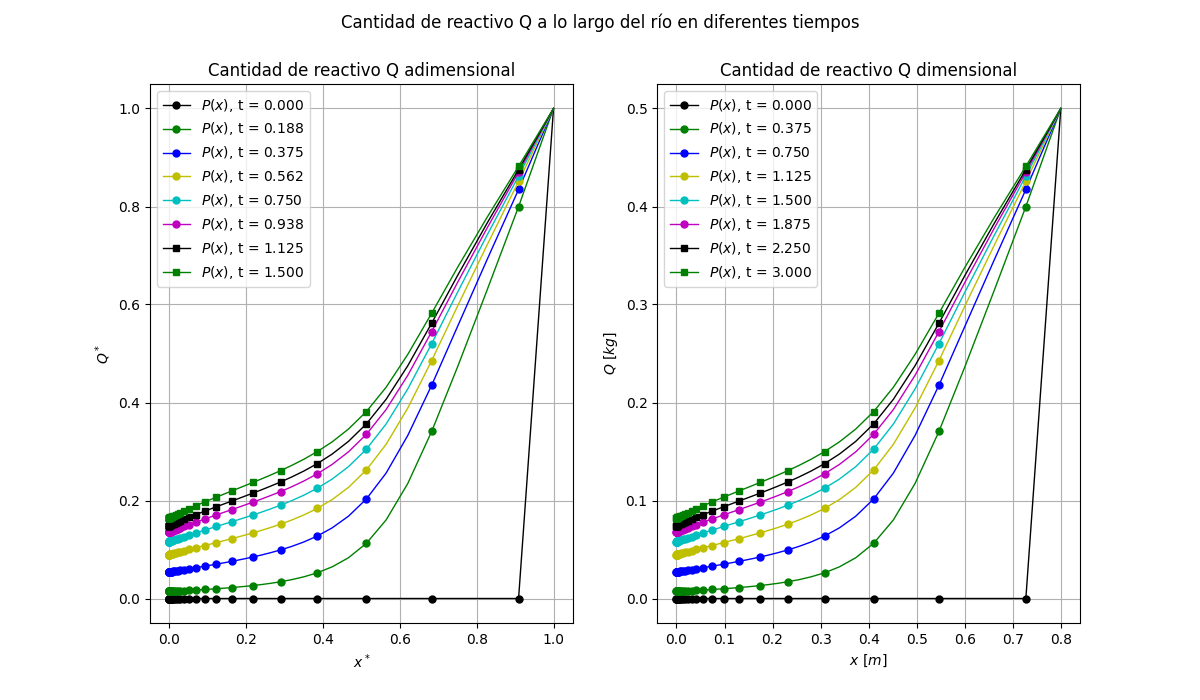 Cantidad de reactivo Q a lo largo del río en diferentes tiempos
Cantidad de reactivo Q adimensional
P(x), t = 0.000
P(x), t = 0.188
P(x), t = 0.375
P(x), t = 0.562
P(x), t = 0.750
P(x), t = 0.938
P(x), t = 1.125
P(x), t = 1.500
1.0
0.8
0.6
0.4
0.2
0.0
Q*
0.0 0.2 0.4 0.6 0.8 1.0
x*
Cantidad de reactivo Q dimensional
P(x), t = 0.000
P(x), t = 0.375
P(x), t = 0.750
P(x), t = 1.125
P(x), t = 1.500
P(x), t = 1.875
P(x), t = 2.250
P(x), t = 3.000
0.5
0.4
0.3
0.2
0.1
0.0
Q [kg]
0.0 0.1 0.2 0.3 0.4 0.5 0.6 0.7 0.8
x [m]